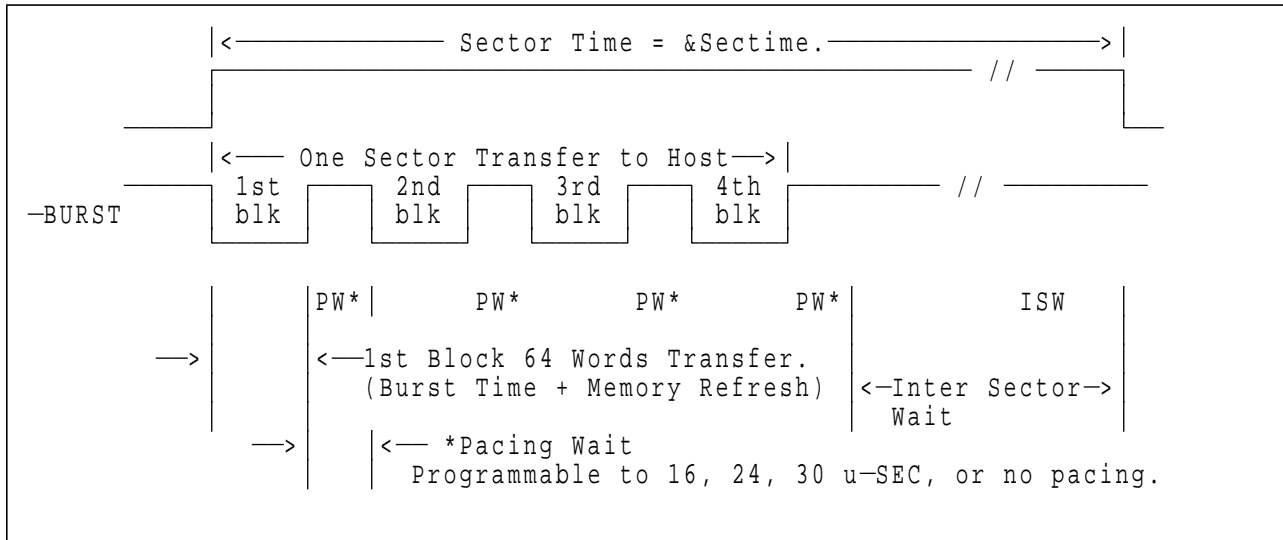 |<—————— Sector Time = &Sectime.——————>|
//
|<—— One Sector Transfer to Host——>|
1st 2nd 3rd 4th //
—BURST blk blk blk blk
PW*| PW* PW* PW* ISW
——> |<——1st Block 64 Words Transfer.
(Burst Time + Memory Refresh) |<—Inter Sector—>|
Wait
——> |<—— *Pacing Wait
Programmable to 16, 24, 30 u—SEC, or no pacing.